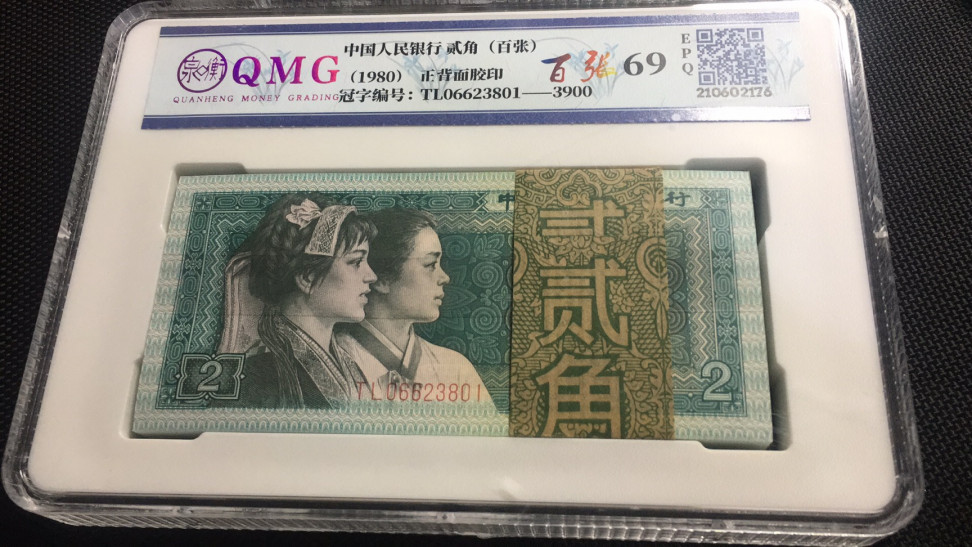 泉衡 QMG
QUANHENG MONEY GRADING
中国人民银行 贰角（百张）
（1980） 正背面胶印
冠字编号：TL06623801——3900
百张 69
EPQ
210602176
中
行
贰角
2
TL06623801
2